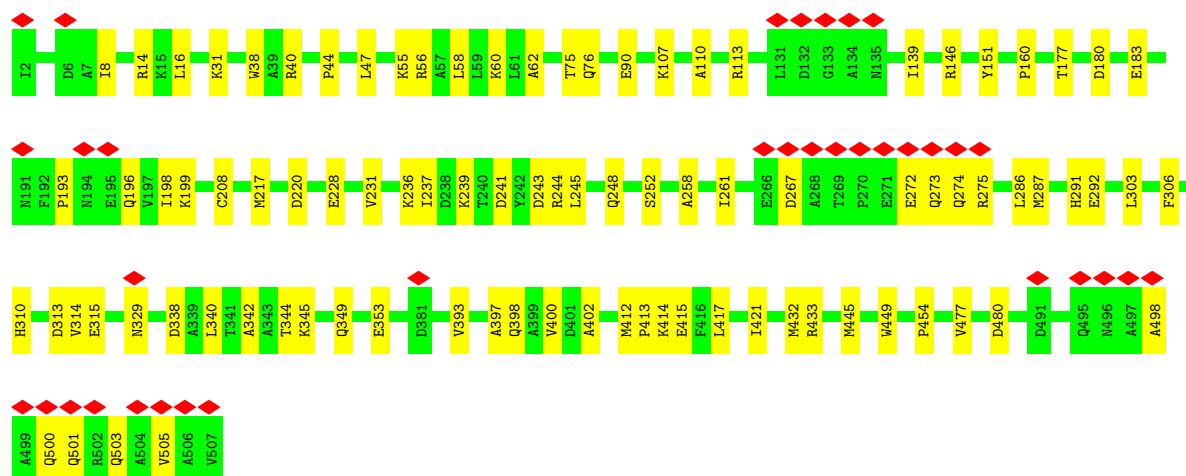 I2 D6 A7 I8 R14 K15 L16 K31 W38 A39 R40 P44 L47 K55 R56 A57 L58 L59 K60 L61 A62 T75 Q76 E90 K107 A110 R113 L131 D132 G133 A134 N135 I139 R146 Y151 P160 T177 D180 E183
N191 F192 P193 N194 E195 Q196 V197 I198 K199 C208 M217 D220 E228 V231 K236 I237 D238 K239 T240 D241 Y242 D243 R244 L245 Q248 S252 A258 I261 E266 D267 A268 T269 P270 E271 E272 Q273 Q274 R275 L286 M287 H291 E292 L303 F306
H310 D313 V314 E315 N329 D338 A339 L340 T341 A342 A343 T344 K345 Q349 E353 D381 V393 A397 Q398 A399 V400 D401 A402 M412 P413 K414 E415 F416 L417 I421 M432 R433 M445 W449 P454 V477 D480 D491 Q495 N496 A497 A498
A499 Q500 Q501 R502 Q503 A504 V505 A506 V507